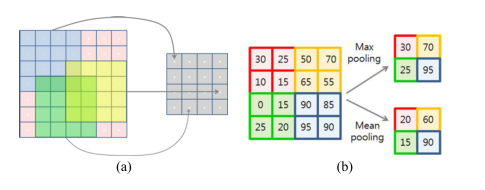 30 25 50 70
10 15 65 55
0 15 90 85
25 20 95 90
Max
pooling
30 70
25 95
Mean
pooling
20 60
15 90
(a)
(b)